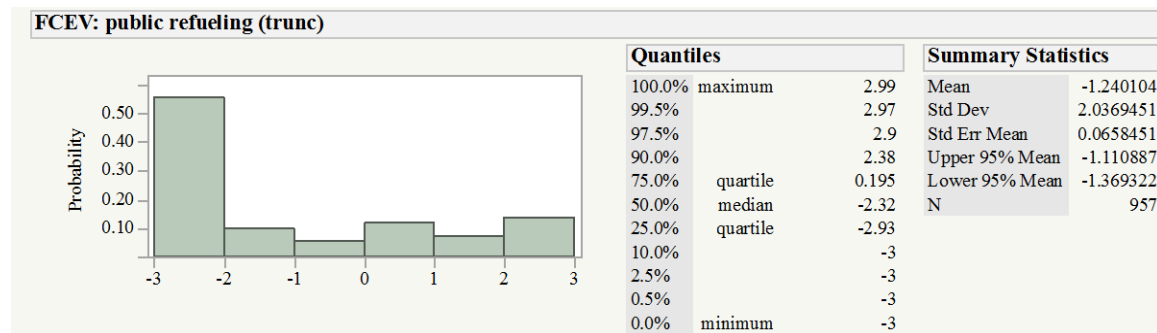 FCEV: public refueling (trunc)
Probability
0.50
0.40
0.30
0.20
0.10
-3 -2 -1 0 1 2 3
Quantiles
100.0% maximum 2.99
99.5% 2.97
97.5% 2.9
90.0% 2.38
75.0% quartile 0.195
50.0% median -2.32
25.0% quartile -2.93
10.0% -3
2.5% -3
0.5% -3
0.0% minimum -3
Summary Statistics
Mean -1.240104
Std Dev 2.0369451
Std Err Mean 0.0658451
Upper 95% Mean -1.110887
Lower 95% Mean -1.369322
N 957